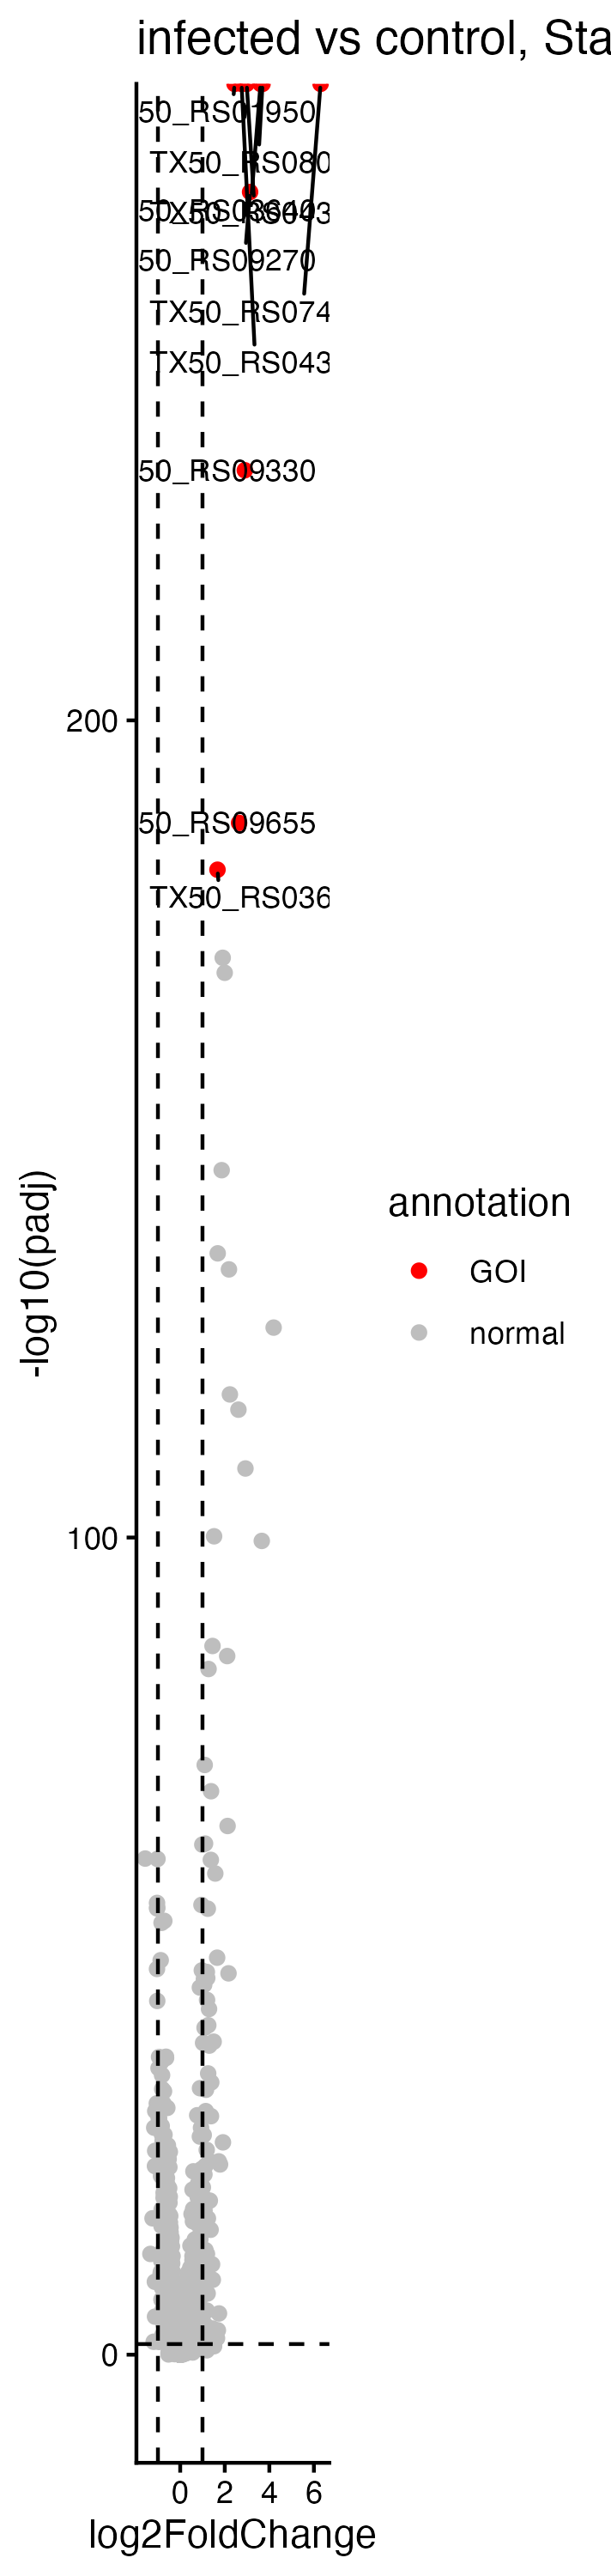 infected vs control, Sta
50_RS01950
TX50_RS080
50_RS09270
TX50_RS074
TX50_RS043
50_RS09330
200
50_RS09655
TX50_RS036
-log10(padj)
annotation
GOI
normal
100
0
0 2 4 6
log2FoldChange